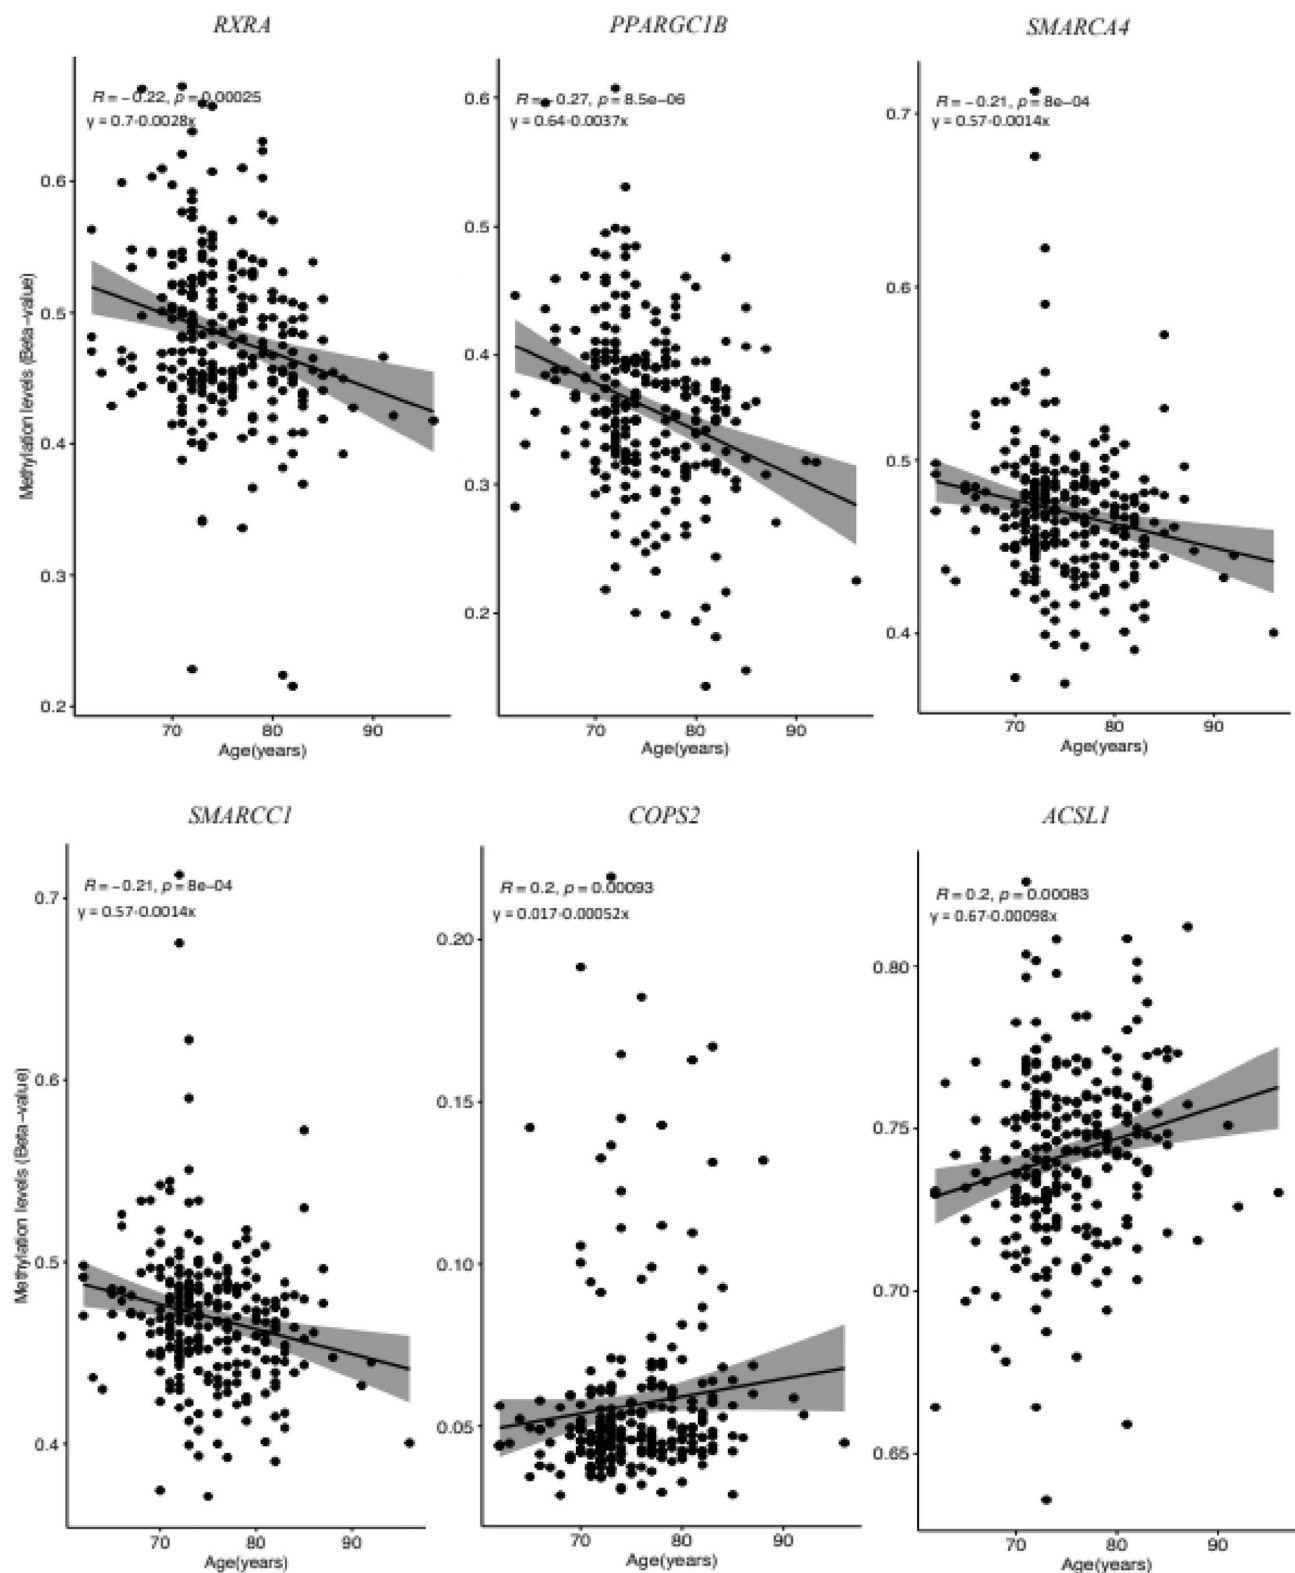 RXRA
R = −0.22, p = 0.00025
y = 0.7-0.0028x
Methylation levels (Beta−value)
0.6
0.5
0.4
0.3
0.2
70 80 90
Age(years)
PPARGC1B
R = −0.27, p = 8.5e−06
y = 0.64-0.0037x
0.6
0.5
0.4
0.3
0.2
70 80 90
Age(years)
SMARCA4
R = −0.21, p = 8e−04
y = 0.57-0.0014x
0.7
0.6
0.5
0.4
70 80 90
Age(years)
SMARCC1
R = −0.21, p = 8e−04
y = 0.57-0.0014x
Methylation levels (Beta−value)
0.7
0.6
0.5
0.4
70 80 90
Age(years)
COPS2
R = 0.2, p = 0.00093
y = 0.017-0.00052x
0.20
0.15
0.10
0.05
70 80 90
Age(years)
ACSL1
R = 0.2, p = 0.00083
y = 0.67-0.00098x
0.80
0.75
0.70
0.65
70 80 90
Age(years)